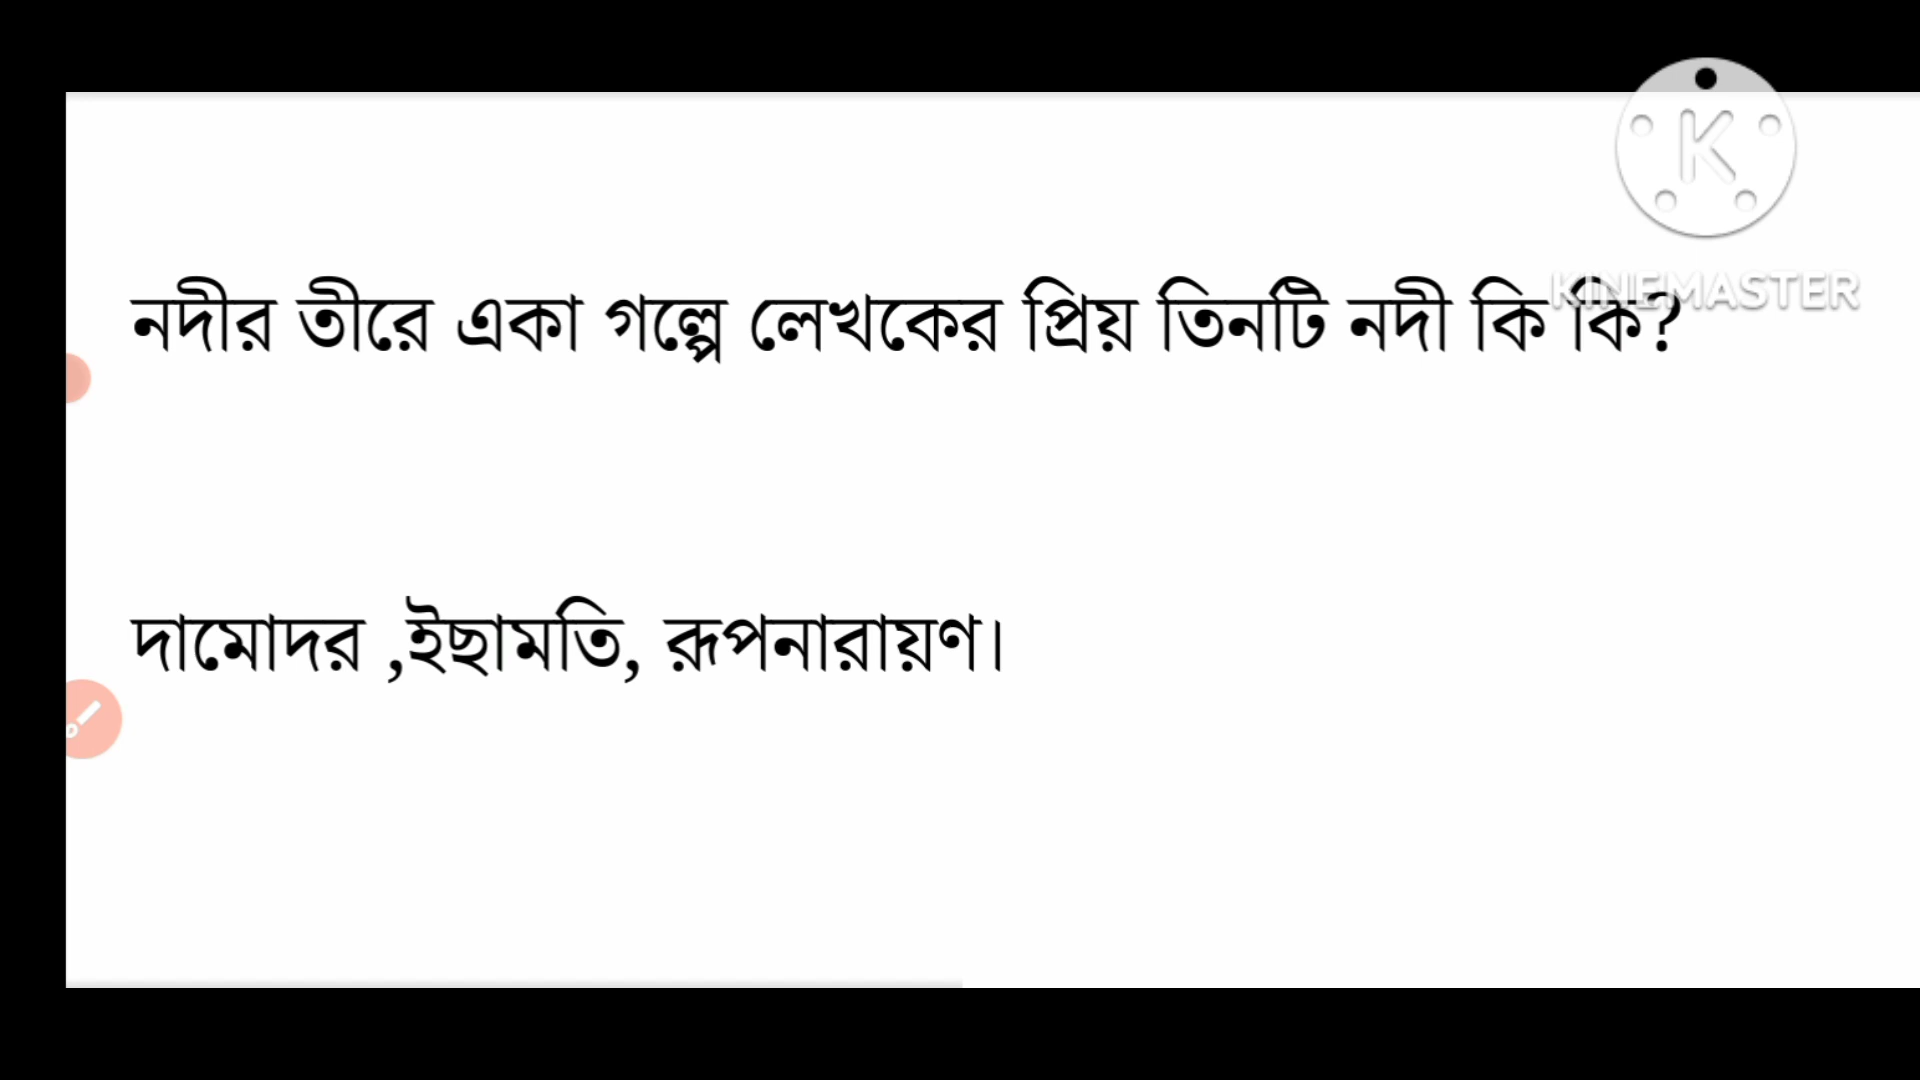 K
KINEMASTER
নদীর তীরে একা গল্পে লেখকের প্রিয় তিনটি নদী কি কি?
দামোদর ,ইছামতি, রূপনারায়ণ।